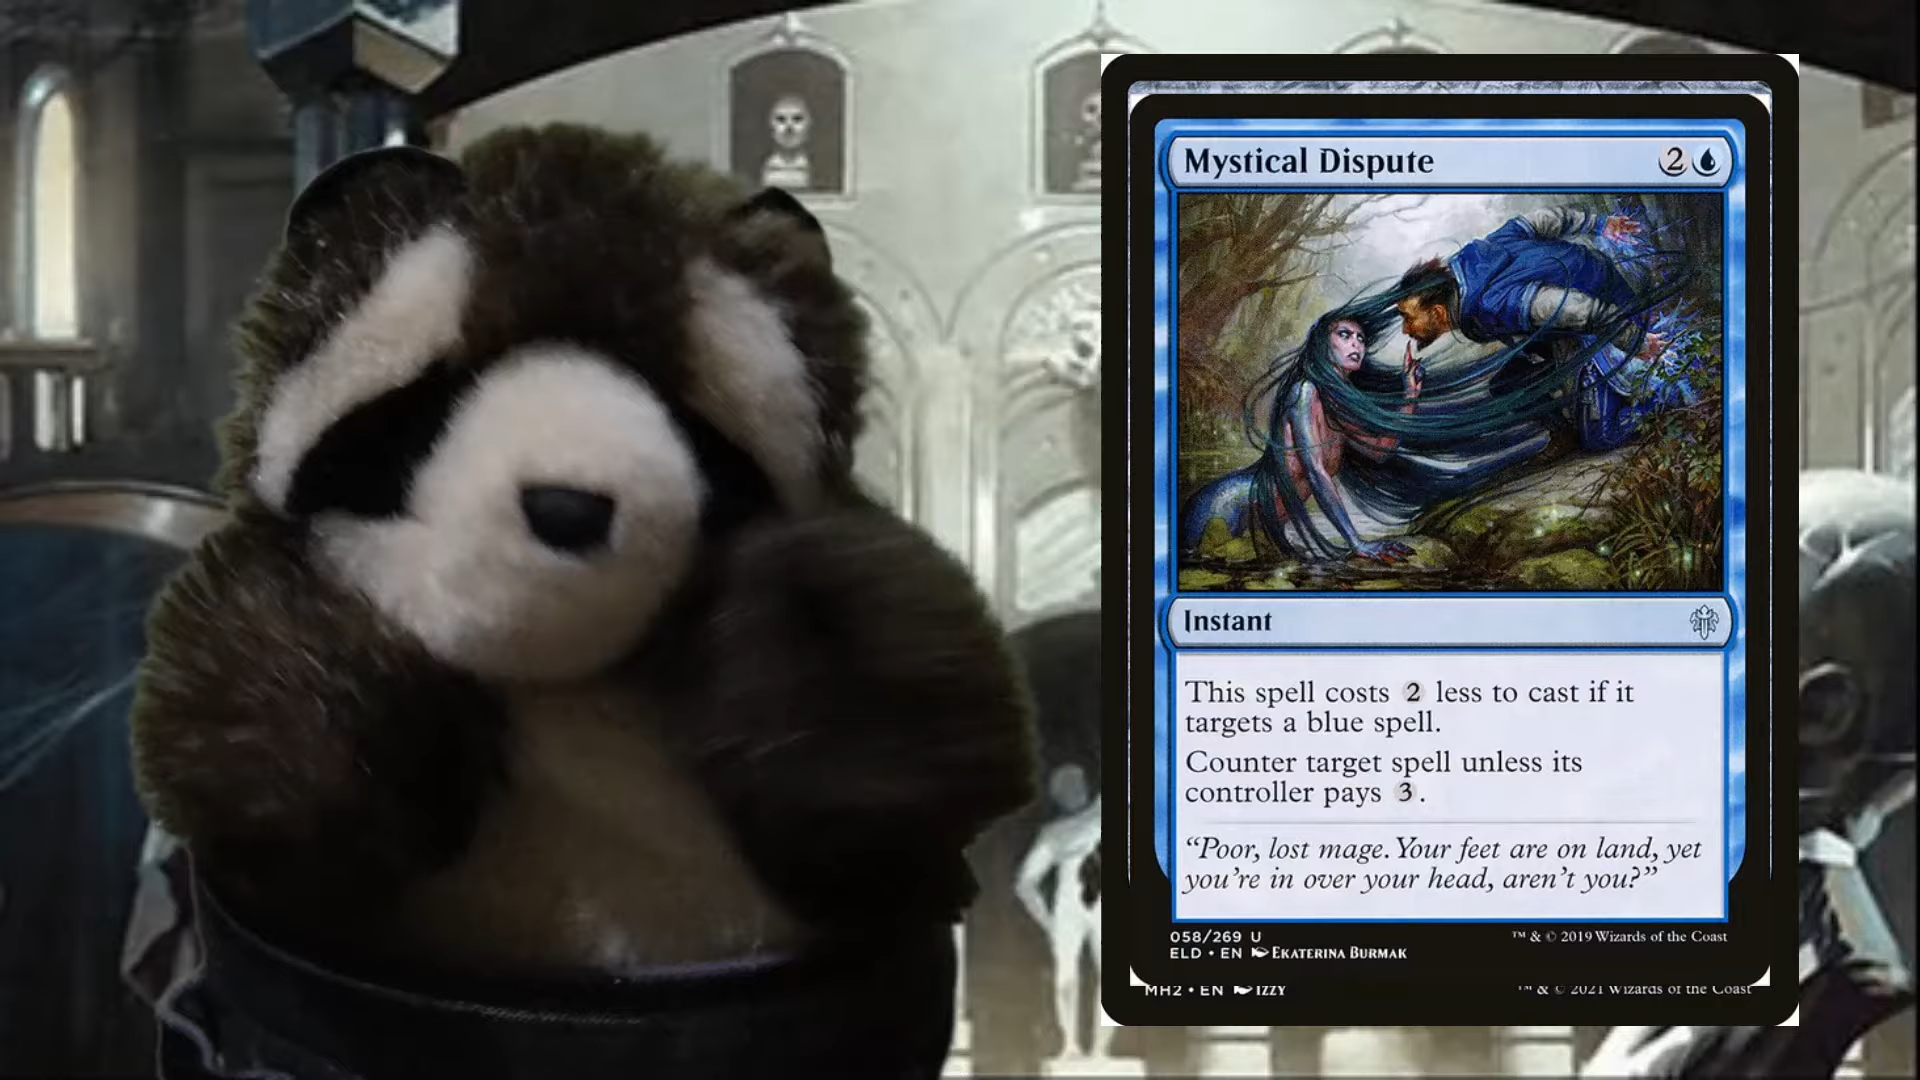 Mystical Dispute 2
Instant
This spell costs 2 less to cast if it
targets a blue spell.
Counter target spell unless its
controller pays 3.
“Poor, lost mage. Your feet are on land, yet
you’re in over your head, aren’t you?”
058/269 U
™ & © 2019 Wizards of the Coast
ELD • EN EKATERINA BURMAK
MH2 • EN IZZY
™ & © 2021 Wizards of the Coast